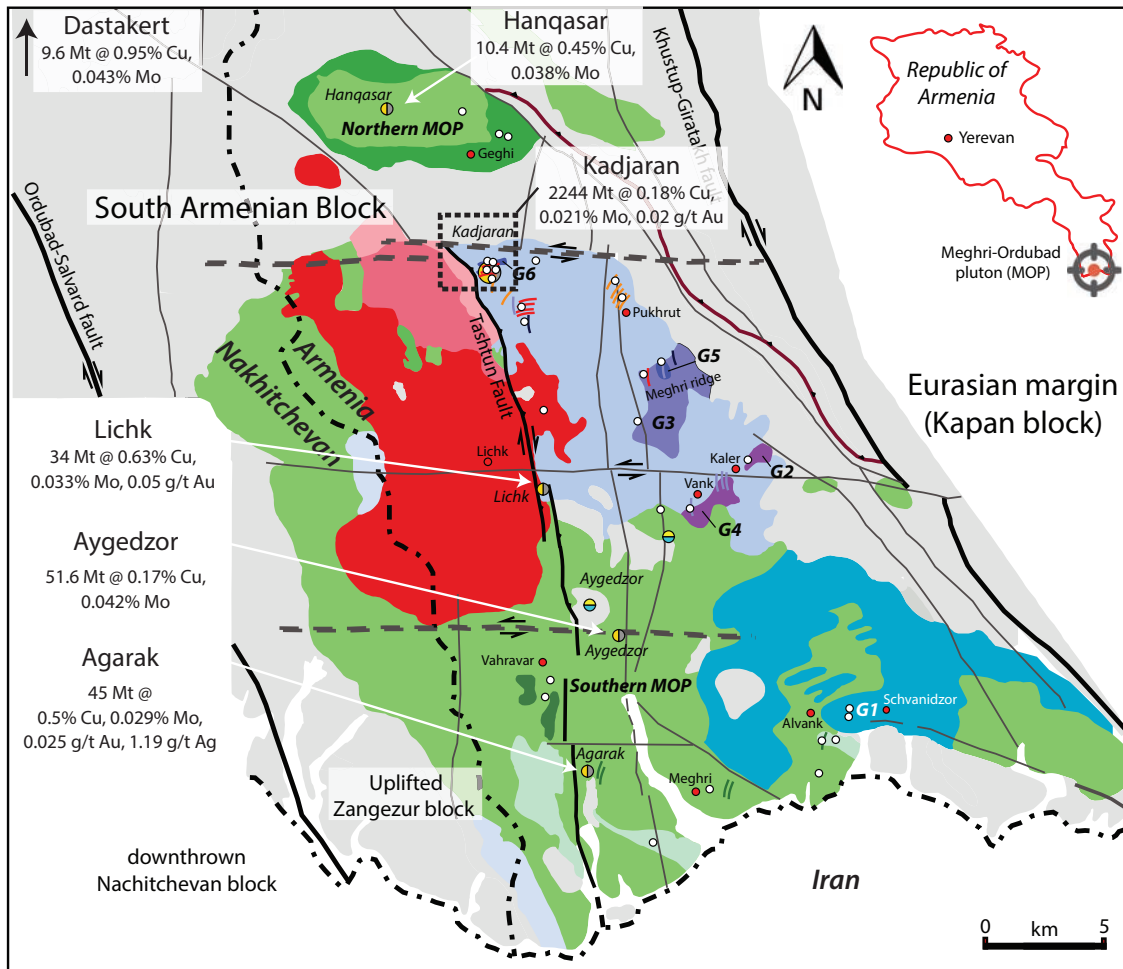 Dastakert
9.6 Mt @ 0.95% Cu,
0.043% Mo
Hanqasar
10.4 Mt @ 0.45% Cu,
0.038% Mo
Khustup-Giratakh fault
N
Republic of
Armenia
Yerevan
Meghri-Ordubad
pluton (MOP)
Hanqasar
Northern MOP
Geghi
Kadjaran
2244 Mt @ 0.18% Cu,
0.021% Mo, 0.02 g/t Au
Ordubad-Salvard fault
South Armenian Block
Kadjaran
G6
Pukhrut
Tashtun Fault
G5
Meghri ridge
G3
Armenia
Nakhitchevan
Eurasian margin
(Kapan block)
Lichk
34 Mt @ 0.63% Cu,
0.033% Mo, 0.05 g/t Au
Lichk
Lichk
Kaler
G2
Vank
G4
Aygedzor
51.6 Mt @ 0.17% Cu,
0.042% Mo
Aygedzor
Aygedzor
Agarak
45 Mt @
0.5% Cu, 0.029% Mo,
0.025 g/t Au, 1.19 g/t Ag
Vahravar
Southern MOP
G1
Schvanidzor
Alvank
Agarak
Meghri
Uplifted
Zangezur block
downthrown
Nachitchevan block
Iran
0 km 5